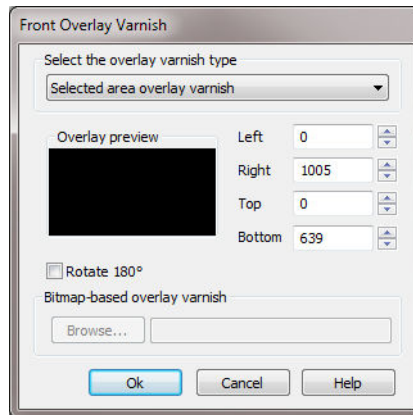 Front Overlay Varnish
Select the overlay varnish type
Selected area overlay varnish
Overlay preview
Left 0
Right 1005
Top 0
Bottom 639
Rotate 180°
Bitmap-based overlay varnish
Browse...
Ok Cancel Help